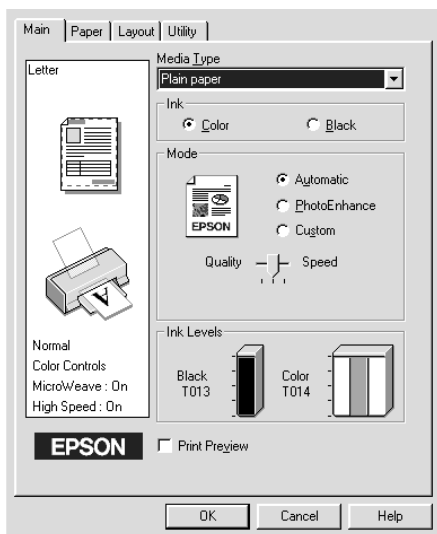 Main Paper Layout Utility
Letter
Media Type
Plain paper
Ink
Color Black
Mode
EPSON
Automatic
PhotoEnhance
Custom
Quality Speed
A
Normal
Color Controls
MicroWeave : On
High Speed : On
Ink Levels
Black
T013
Color
T014
EPSON
Print Preview
OK Cancel Help